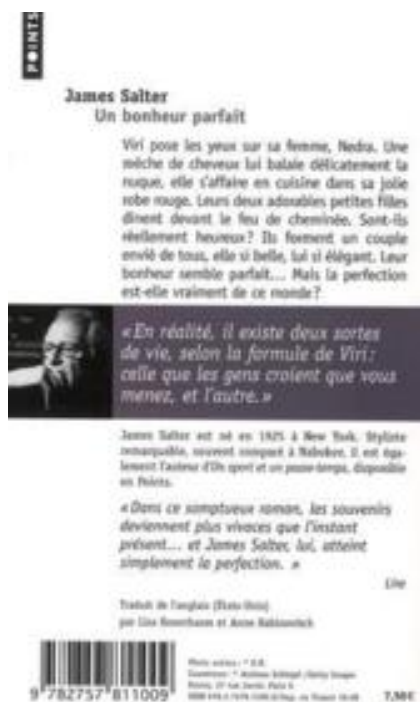 POINTS
James Salter
Un bonheur parfait
Viri pose les yeux sur sa femme, Nedra. Une
mèche de cheveux lui balaie délicatement la
nuque, elle s'affaire en cuisine dans sa jolie
robe rouge. Leurs deux adorables petites filles
dînent devant le feu de cheminée. Sont-ils
réellement heureux? Ils forment un couple
envié de tous, elle si belle, lui si élégant. Leur
bonheur semble parfait... Mais la perfection
est-elle vraiment de ce monde?
« En réalité, il existe deux sortes
de vie, selon la formule de Viri:
celle que les gens croient que vous
menez, et l'autre. »
James Salter est né en 1925 à New York. Styliste
remarquable, souvent comparé à Nabokov, il est éga-
lement l'auteur d'Un sport et un passe-temps, disponible
en Points.
« Dans ce somptueux roman, les souvenirs
deviennent plus vivaces que l'instant
présent... et James Salter, lui, atteint
simplement la perfection. »
Lire
Traduit de l'anglais (États-Unis)
par Lisa Rosenbaum et Anne Rabinovitch
9 782757 811009
7,50€